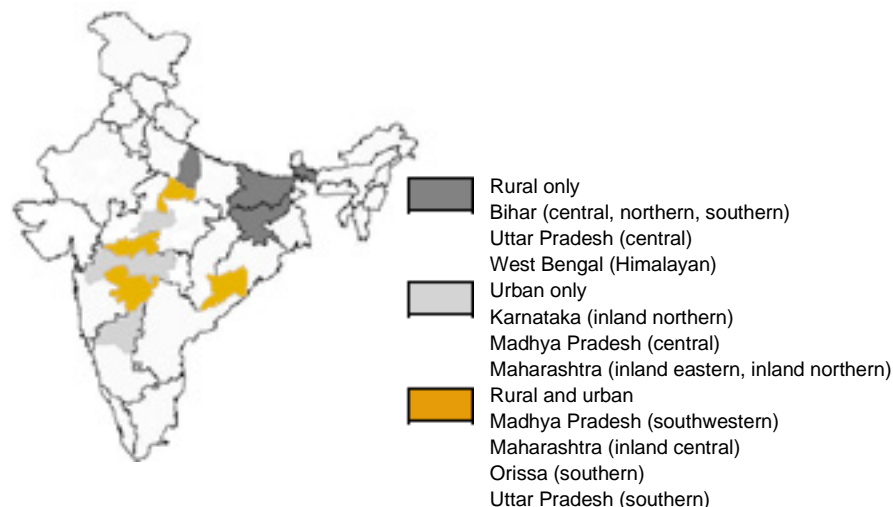 Rural only
Bihar (central, northern, southern)
Uttar Pradesh (central)
West Bengal (Himalayan)
Urban only
Karnataka (inland northern)
Madhya Pradesh (central)
Maharashtra (inland eastern, inland northern)
Rural and urban
Madhya Pradesh (southwestern)
Maharashtra (inland central)
Orissa (southern)
Uttar Pradesh (southern)